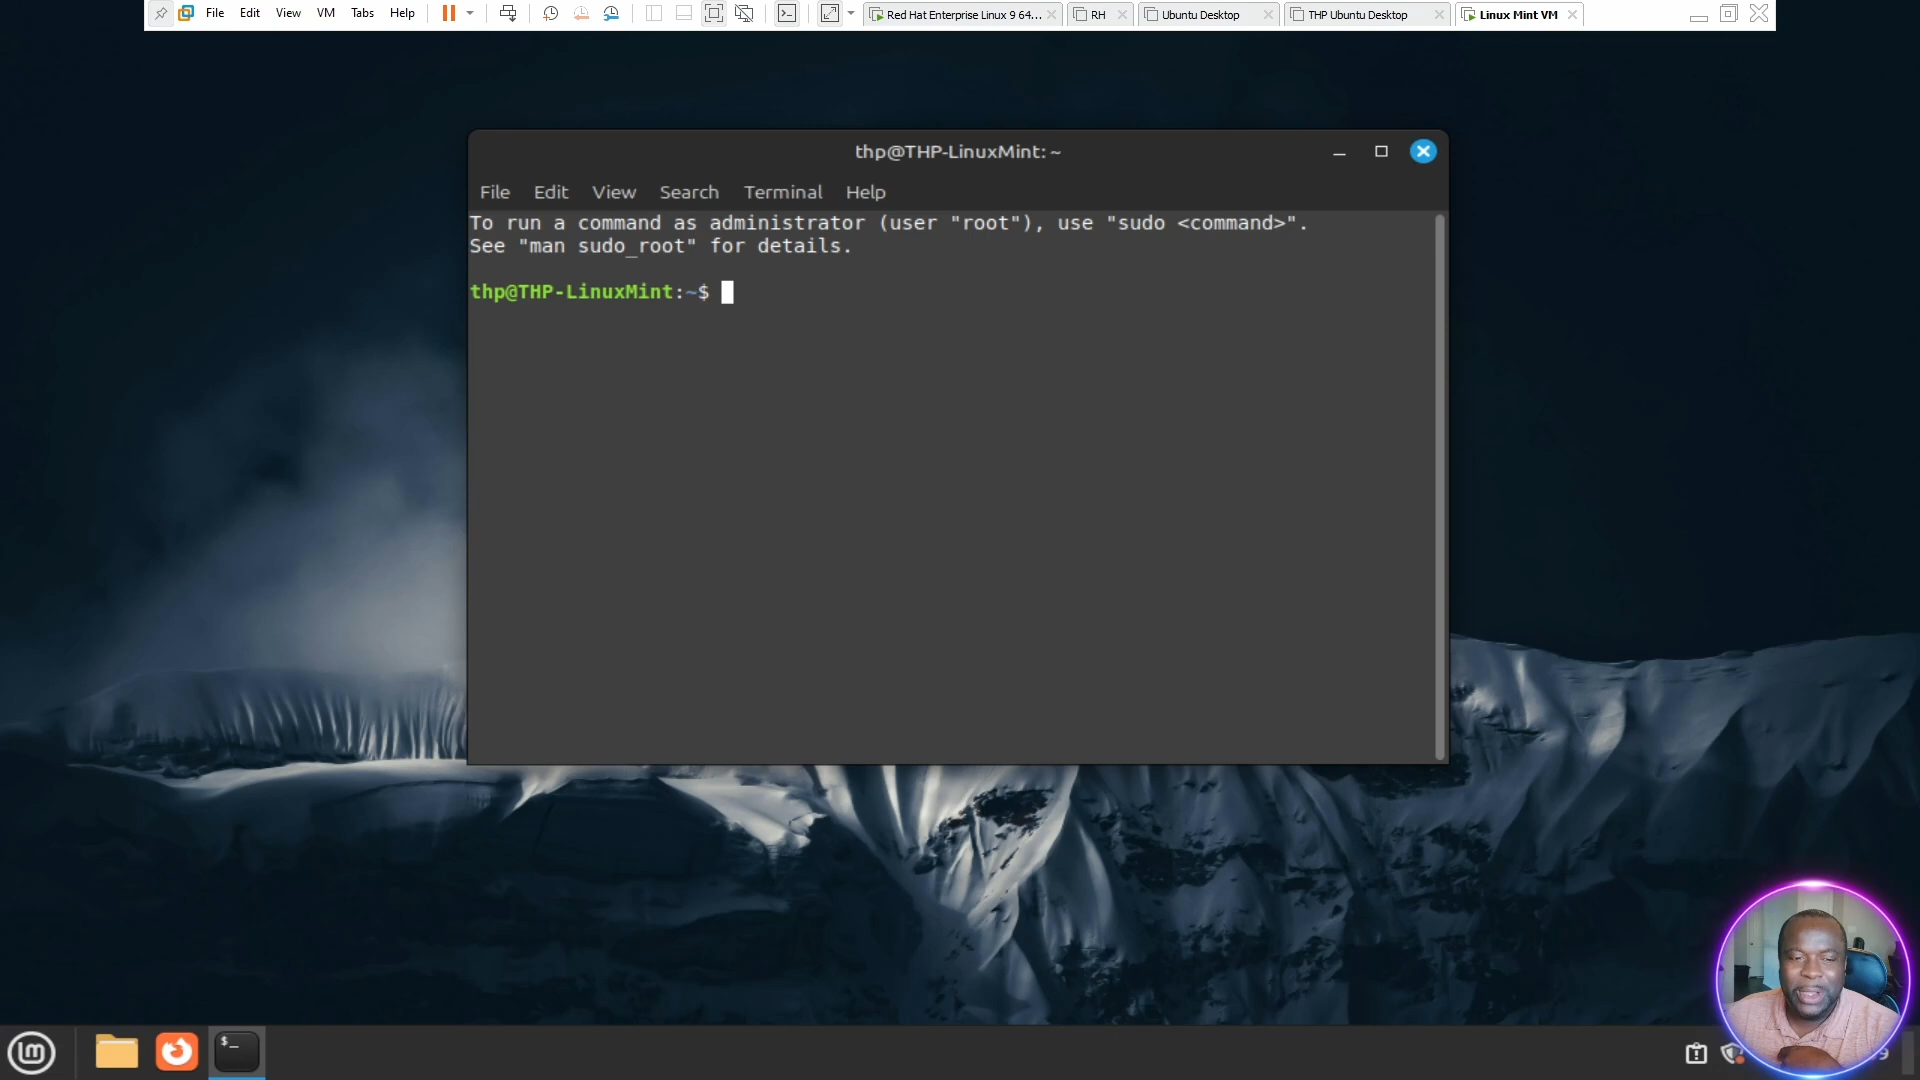 File Edit View VM Tabs Help
Red Hat Enterprise Linux 9 64... RH Ubuntu Desktop THP Ubuntu Desktop Linux Mint VM
thp@THP-LinuxMint: ~
File Edit View Search Terminal Help
To run a command as administrator (user "root"), use "sudo <command>".
See "man sudo_root" for details.
thp@THP-LinuxMint:~$
lm
$_